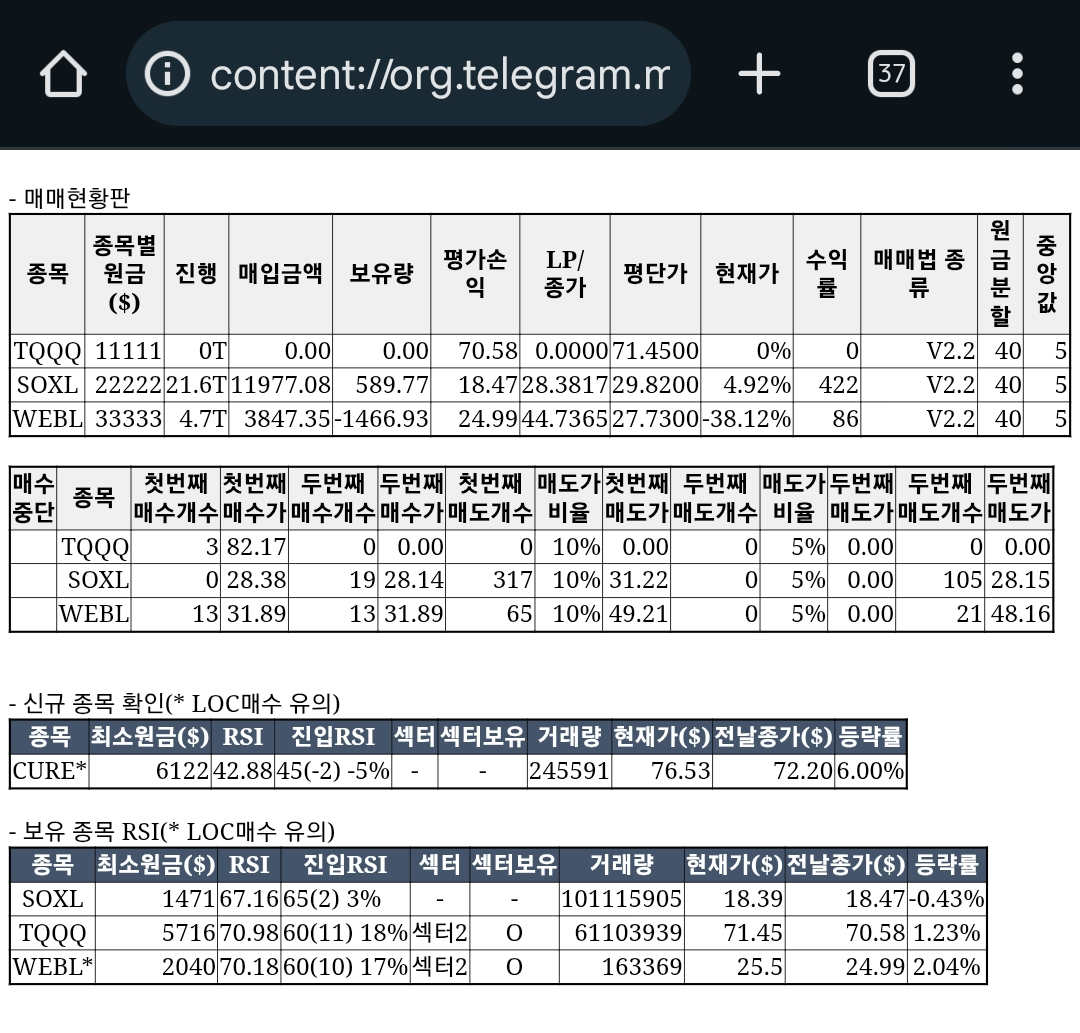 content://org.telegram.m
37
- 매매현황판
종목 종목별 원금 ($) 진행 매입금액 보유량 평가손익 LP/종가 평단가 현재가 수익률 매매법 종류 원금분할 중앙값
TQQQ 11111 0T 0.00 0.00 70.58 0.0000 71.4500 0% 0 V2.2 40 5
SOXL 22222 21.6T 11977.08 589.77 18.47 28.3817 29.8200 4.92% 422 V2.2 40 5
WEBL 33333 4.7T 3847.35 -1466.93 24.99 44.7365 27.7300 -38.12% 86 V2.2 40 5
매수중단 종목 첫번째 매수개수 첫번째 매수가 두번째 매수개수 두번째 매수가 첫번째 매도개수 매도가 비율 첫번째 매도가 두번째 매도개수 매도가 비율 두번째 매도가 두번째 매도개수 두번째 매도가
TQQQ 3 82.17 0 0.00 0 10% 0.00 0 5% 0.00 0 0.00
SOXL 0 28.38 19 28.14 317 10% 31.22 0 5% 0.00 105 28.15
WEBL 13 31.89 13 31.89 65 10% 49.21 0 5% 0.00 21 48.16
- 신규 종목 확인(* LOC매수 유의)
종목 최소원금($) RSI 진입RSI 섹터 섹터보유 거래량 현재가($) 전날종가($) 등락률
CURE* 6122 42.88 45(-2) -5% - - 245591 76.53 72.20 6.00%
- 보유 종목 RSI(* LOC매수 유의)
종목 최소원금($) RSI 진입RSI 섹터 섹터보유 거래량 현재가($) 전날종가($) 등락률
SOXL 1471 67.16 65(2) 3% - - 101115905 18.39 18.47 -0.43%
TQQQ 5716 70.98 60(11) 18% 섹터2 O 61103939 71.45 70.58 1.23%
WEBL* 2040 70.18 60(10) 17% 섹터2 O 163369 25.5 24.99 2.04%